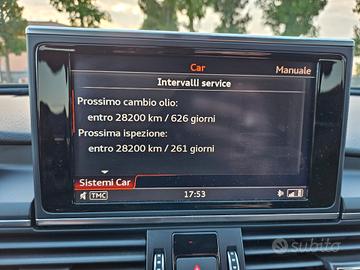 Car
Manuale
Intervalli service
Prossimo cambio olio:
entro 28200 km / 626 giorni
Prossima ispezione:
entro 28200 km / 261 giorni
Sistemi Car
TMC
17:53
subito